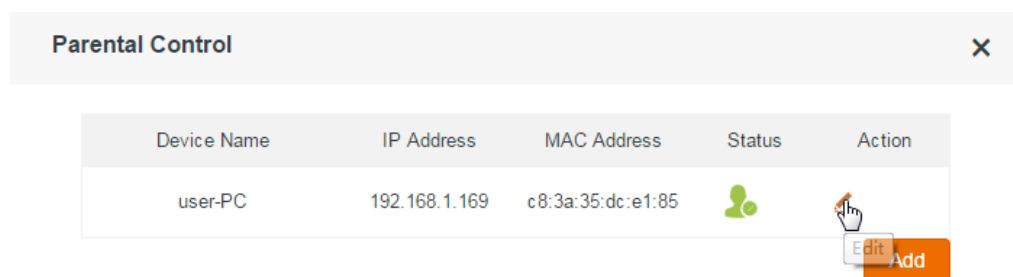 Parental Control
Device Name IP Address MAC Address Status Action
user-PC 192.168.1.169 c8:3a:35:dc:e1:85
Edit
Add